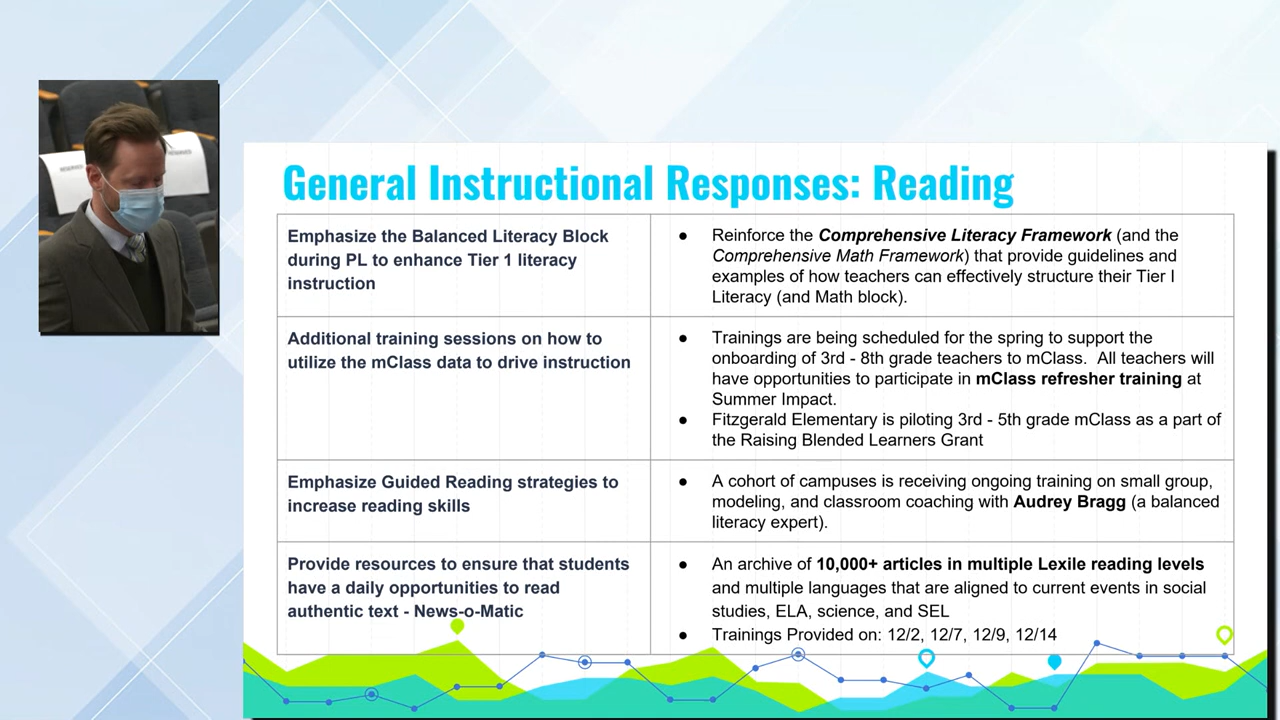 General Instructional Responses: Reading
Emphasize the Balanced Literacy Block
during PL to enhance Tier 1 literacy
instruction
● Reinforce the Comprehensive Literacy Framework (and the
Comprehensive Math Framework) that provide guidelines and
examples of how teachers can effectively structure their Tier I
Literacy (and Math block).
Additional training sessions on how to
utilize the mClass data to drive instruction
● Trainings are being scheduled for the spring to support the
onboarding of 3rd - 8th grade teachers to mClass. All teachers will
have opportunities to participate in mClass refresher training at
Summer Impact.
● Fitzgerald Elementary is piloting 3rd - 5th grade mClass as a part of
the Raising Blended Learners Grant
Emphasize Guided Reading strategies to
increase reading skills
● A cohort of campuses is receiving ongoing training on small group,
modeling, and classroom coaching with Audrey Bragg (a balanced
literacy expert).
Provide resources to ensure that students
have a daily opportunities to read
authentic text - News-o-Matic
● An archive of 10,000+ articles in multiple Lexile reading levels
and multiple languages that are aligned to current events in social
studies, ELA, science, and SEL
● Trainings Provided on: 12/2, 12/7, 12/9, 12/14